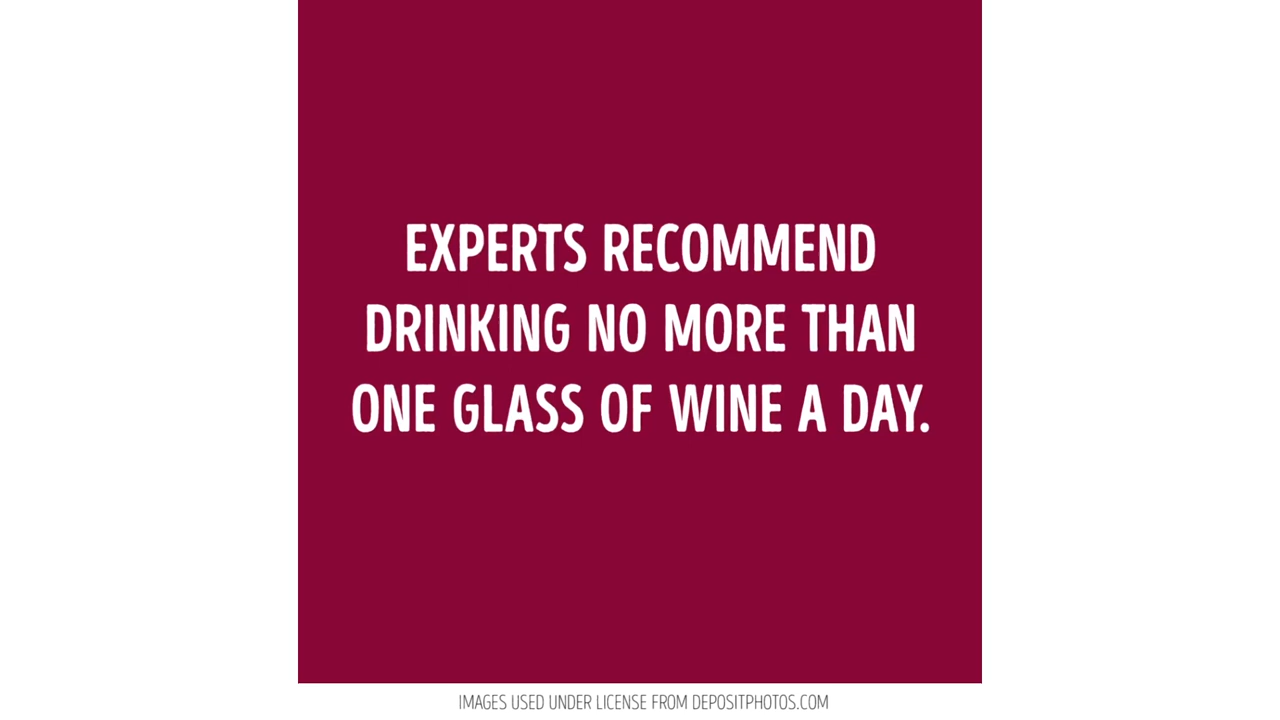 EXPERTS RECOMMEND
DRINKING NO MORE THAN
ONE GLASS OF WINE A DAY.
IMAGES USED UNDER LICENSE FROM DEPOSITPHOTOS.COM